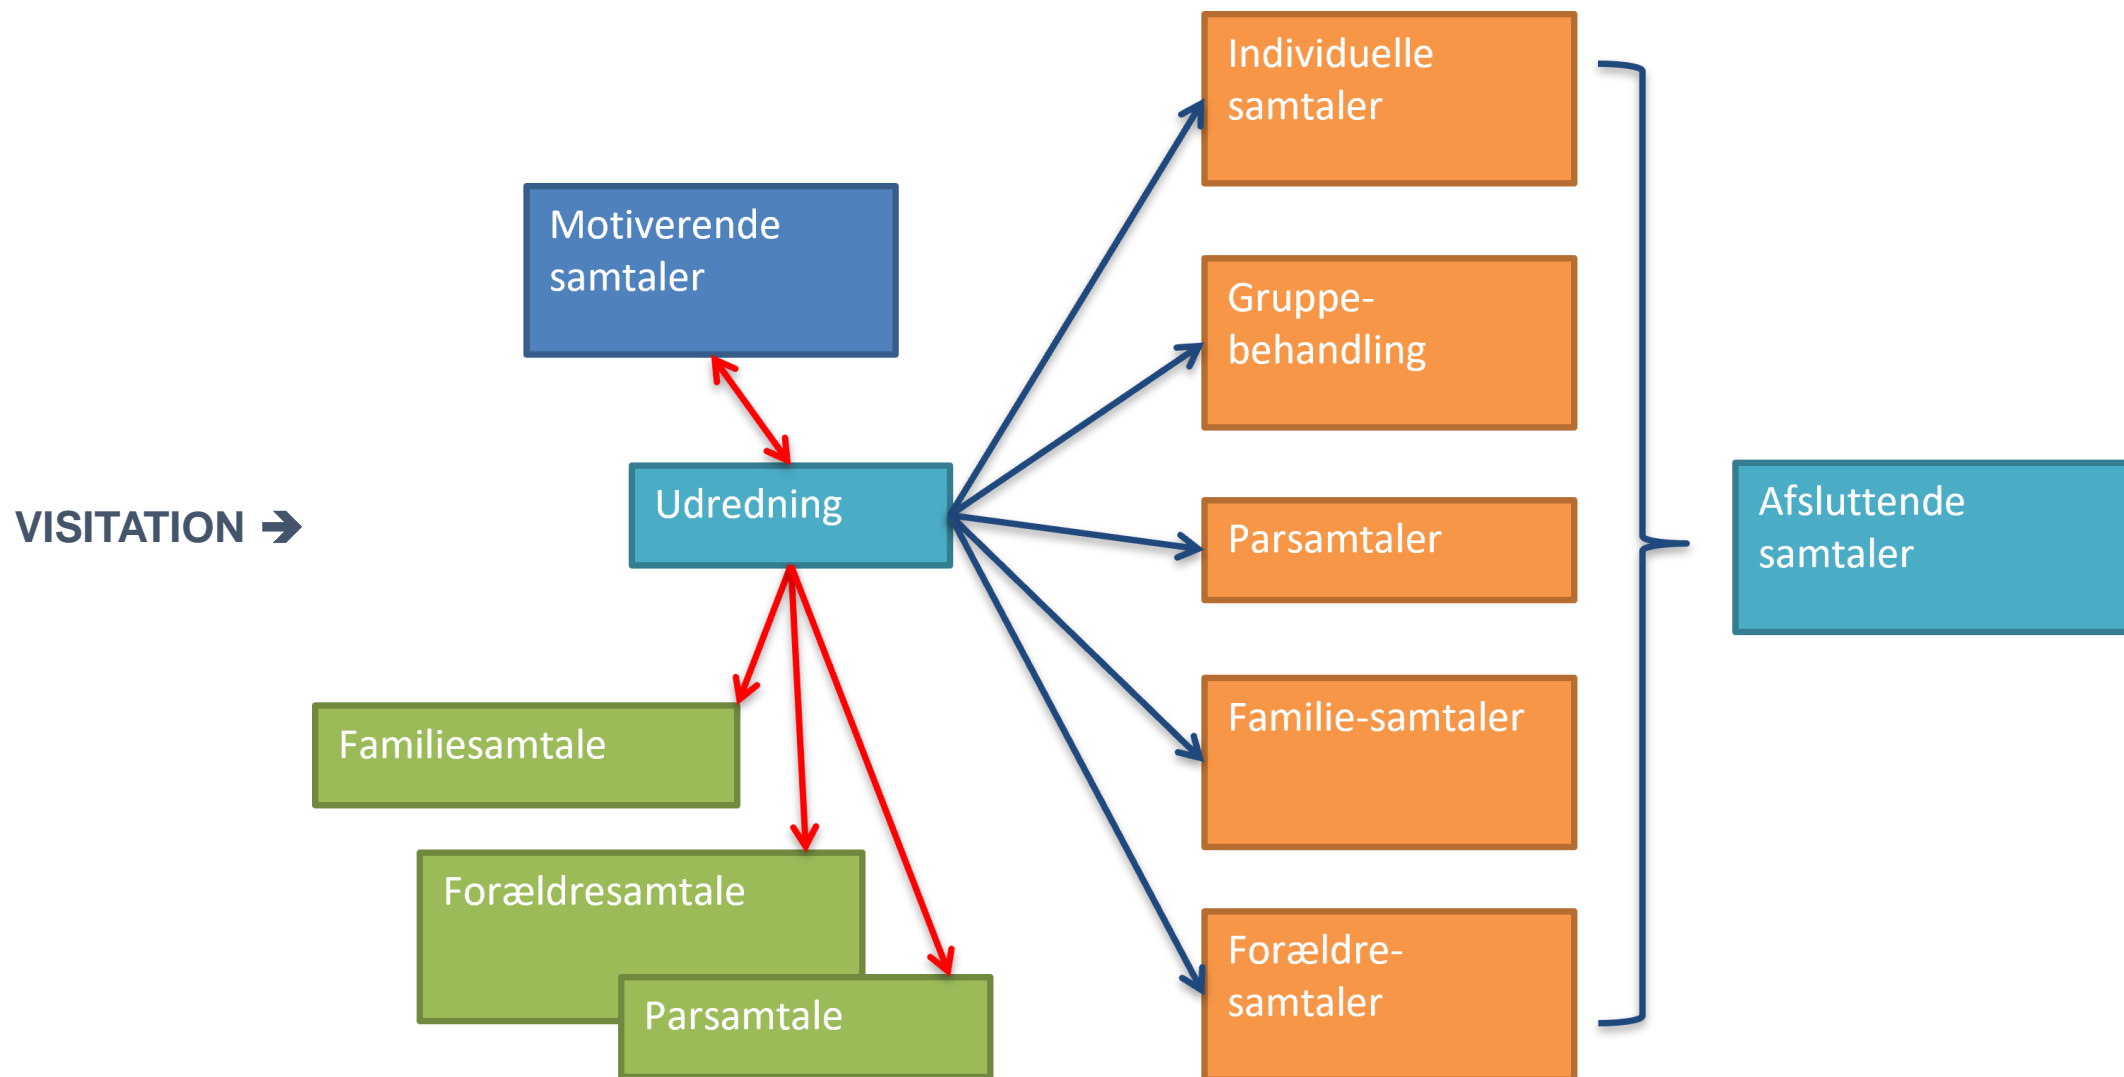 VISITATION ➔
Motiverende
samtaler
Udredning
Familiesamtale
Forældresamtale
Parsamtale
Individuelle
samtaler
Gruppe-
behandling
Parsamtaler
Familie-samtaler
Forældre-
samtaler
Afsluttende
samtaler